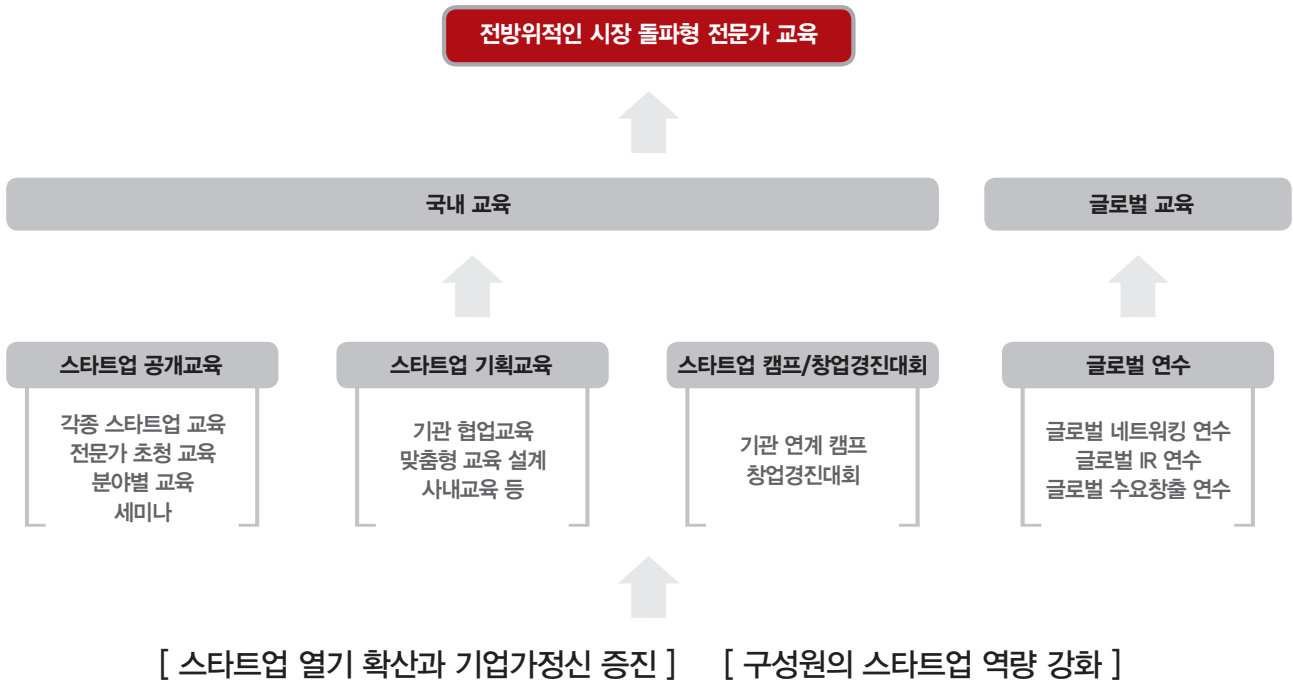 전방위적인 시장 돌파형 전문가 교육
국내 교육
글로벌 교육
스타트업 공개교육
각종 스타트업 교육
전문가 초청 교육
분야별 교육
세미나
스타트업 기획교육
기관 협업교육
맞춤형 교육 설계
사내교육 등
스타트업 캠프/창업경진대회
기관 연계 캠프
창업경진대회
글로벌 연수
글로벌 네트워킹 연수
글로벌 IR 연수
글로벌 수요창출 연수
[ 스타트업 열기 확산과 기업가정신 증진 ] [ 구성원의 스타트업 역량 강화 ]